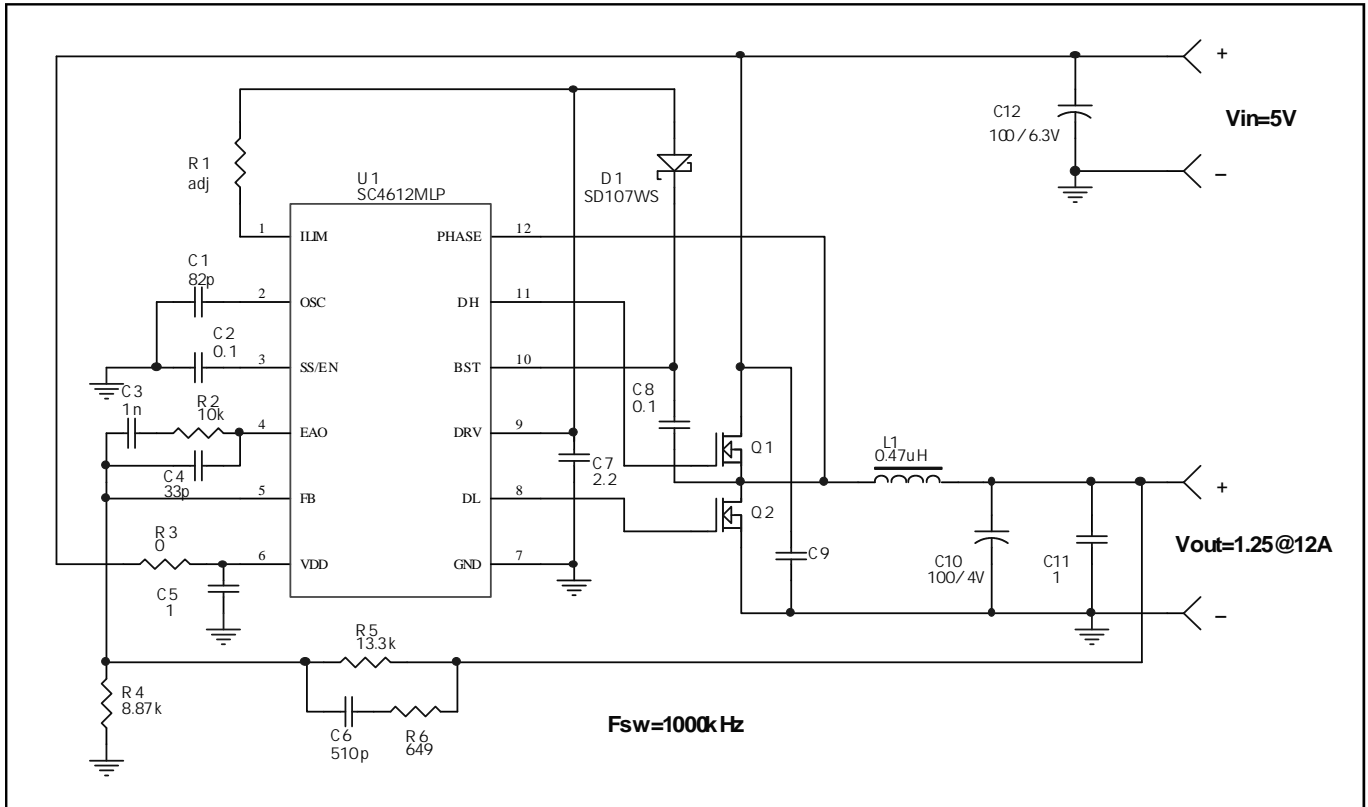 +
C12
100/6.3V
Vin=5V
–
R1
adj
U1
SC4612MLP
D1
SD107WS
1
ILIM
PHASE
12
C1
82p
2
OSC
DH
11
C2
0.1
3
SS/EN
BST
10
C3
1n
R2
10k
4
EAO
DRV
9
C8
0.1
Q1
C4
33p
5
FB
DL
8
C7
2.2
Q2
L1
0.47uH
+
R3
0
6
VDD
GND
7
C5
1
C9
C10
100/4V
C11
1
Vout=1.25@12A
–
R5
13.3k
R4
8.87k
C6
510p
R6
649
Fsw=1000kHz